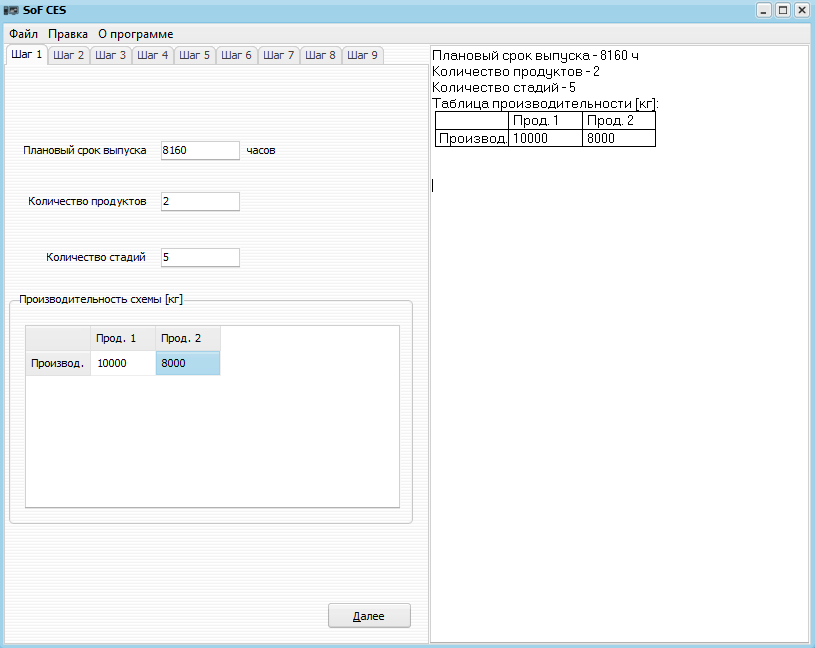 SoF CES
Файл Правка О программе
Шаг 1 Шаг 2 Шаг 3 Шаг 4 Шаг 5 Шаг 6 Шаг 7 Шаг 8 Шаг 9
Плановый срок выпуска 8160 часов
Количество продуктов 2
Количество стадий 5
Производительность схемы [кг]
Прод. 1 Прод. 2
Производ. 10000 8000
Далее
Плановый срок выпуска - 8160 ч
Количество продуктов - 2
Количество стадий - 5
Таблица производительности [кг]:
Прод. 1 Прод. 2
Производ. 10000 8000